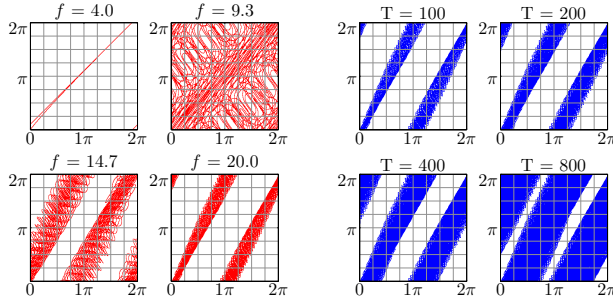 f = 4.0
f = 9.3
T = 100
T = 200
2π
2π
2π
2π
π
π
π
π
0
1π
2π
0
1π
2π
0
1π
2π
0
1π
2π
f = 14.7
f = 20.0
T = 400
T = 800
2π
2π
2π
2π
π
π
π
π
0
0
1π
2π
0
1π
2π
0
1π
2π
0
1π
2π